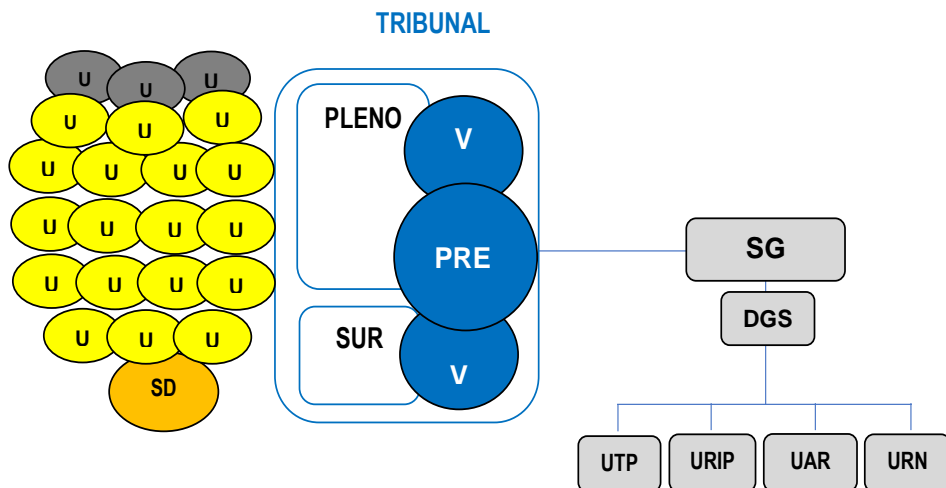 TRIBUNAL
U U U
U U U
U U U U
U U U U
U U U U
U U U
SD
PLENO
SUR
V
PRE
V
SG
DGS
UTP
URIP
UAR
URN